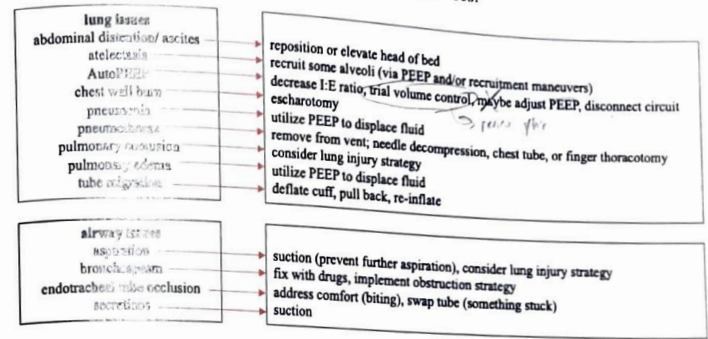 lung issues
abdominal distention/ ascites
atelectasis
AutoPEEP
chest wall burn
pneumonia
pneumothorax
pulmonary contusion
pulmonary edema
tube migration
reposition or elevate head of bed
recruit some alveoli (via PEEP and/or recruitment maneuvers)
decrease I:E ratio, trial volume control, maybe adjust PEEP, disconnect circuit
escharotomy
utilize PEEP to displace fluid
remove from vent; needle decompression, chest tube, or finger thoracotomy
consider lung injury strategy
utilize PEEP to displace fluid
deflate cuff, pull back, re-inflate
airway issues
aspiration
bronchospasm
endotracheal tube occlusion
secretions
suction (prevent further aspiration), consider lung injury strategy
fix with drugs, implement obstruction strategy
address comfort (biting), swap tube (something stuck)
suction